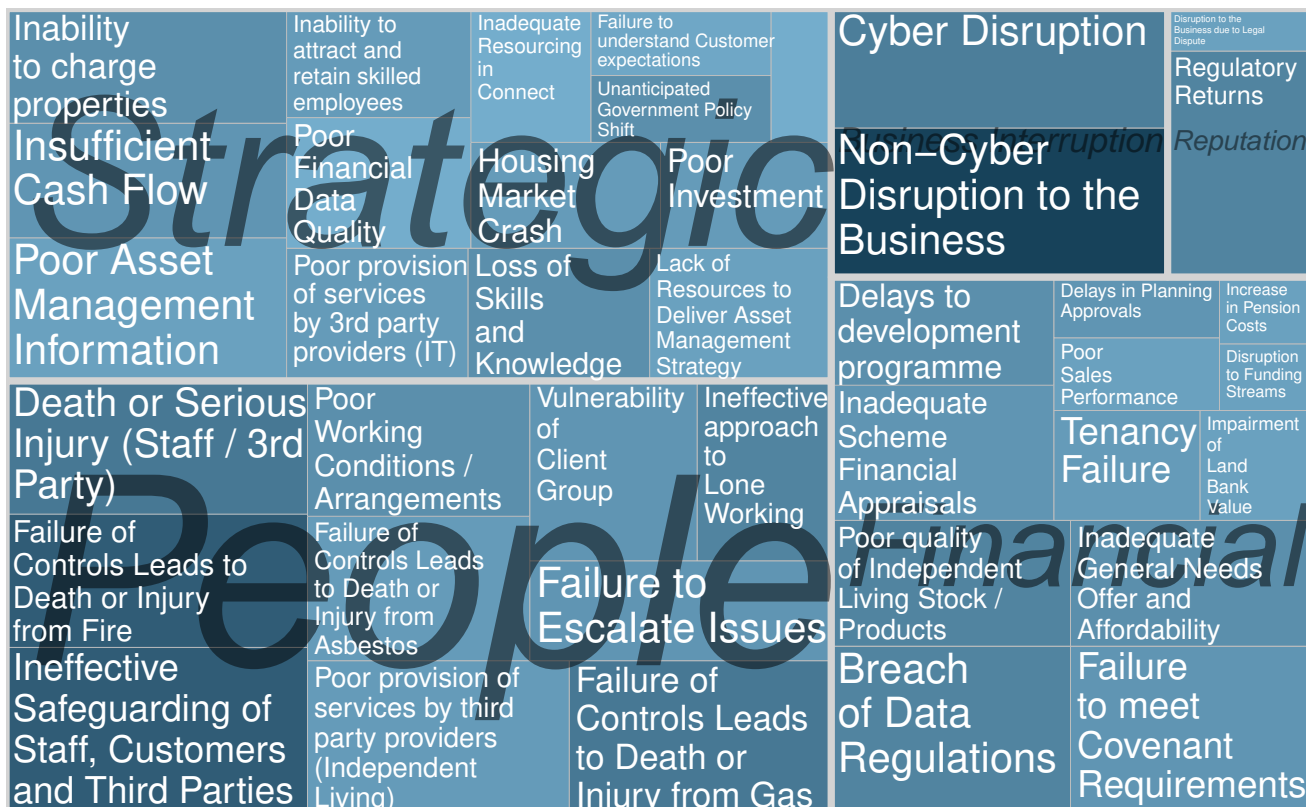 Strategic
Inability
to charge
properties
Insufficient
Cash Flow
Poor Asset
Management
Information
Inability to
attract and
retain skilled
employees
Poor
Financial
Data
Quality
Poor provision
of services
by 3rd party
providers (IT)
Inadequate
Resourcing
in
Connect
Failure to
understand Customer
expectations
Unanticipated
Government Policy
Shift
Housing
Market
Crash
Poor
Investment
Loss of
Skills
and
Knowledge
Lack of
Resources to
Deliver Asset
Management
Strategy
Business Interruption
Cyber Disruption
Non−Cyber
Disruption to the
Business
Reputation
Disruption to the
Business due to Legal
Dispute
Regulatory
Returns
People
Death or Serious
Injury (Staff / 3rd
Party)
Failure of
Controls Leads to
Death or Injury
from Fire
Ineffective
Safeguarding of
Staff, Customers
and Third Parties
Poor
Working
Conditions /
Arrangements
Failure of
Controls Leads
to Death or
Injury from
Asbestos
Poor provision of
services by third
party providers
(Independent
Living)
Vulnerability
of
Client
Group
Ineffective
approach
to
Lone
Working
Failure to
Escalate Issues
Failure of
Controls Leads
to Death or
Injury from Gas
Financial
Delays to
development
programme
Inadequate
Scheme
Financial
Appraisals
Delays in Planning
Approvals
Increase
in Pension
Costs
Poor
Sales
Performance
Disruption
to Funding
Streams
Tenancy
Failure
Impairment
of
Land
Bank
Value
Poor quality
of Independent
Living Stock /
Products
Inadequate
General Needs
Offer and
Affordability
Breach
of Data
Regulations
Failure
to meet
Covenant
Requirements